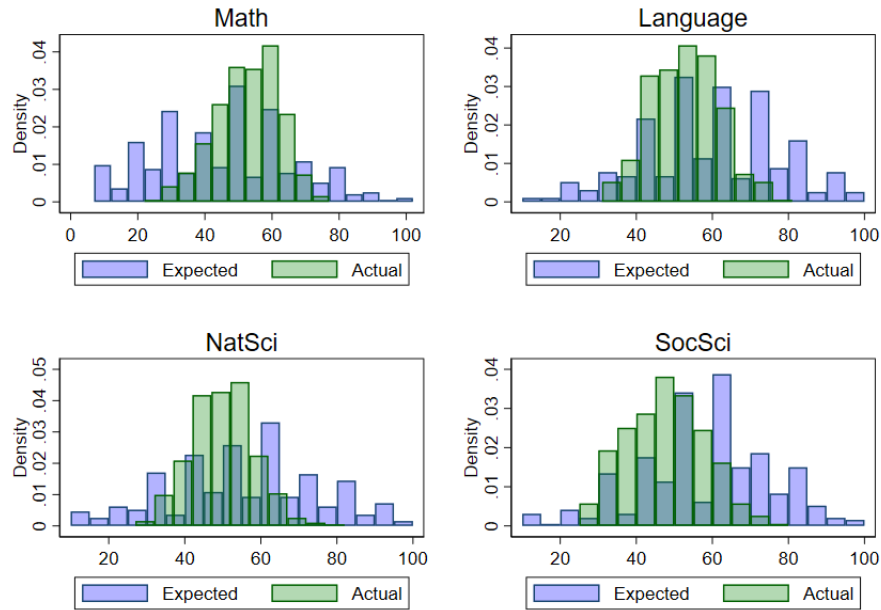 Math
Density
0 .01 .02 .03 .04
0 20 40 60 80 100
Expected Actual
Language
Density
0 .01 .02 .03 .04
20 40 60 80 100
Expected Actual
NatSci
Density
0 .01 .02 .03 .04 .05
20 40 60 80 100
Expected Actual
SocSci
Density
0 .01 .02 .03 .04
20 40 60 80 100
Expected Actual